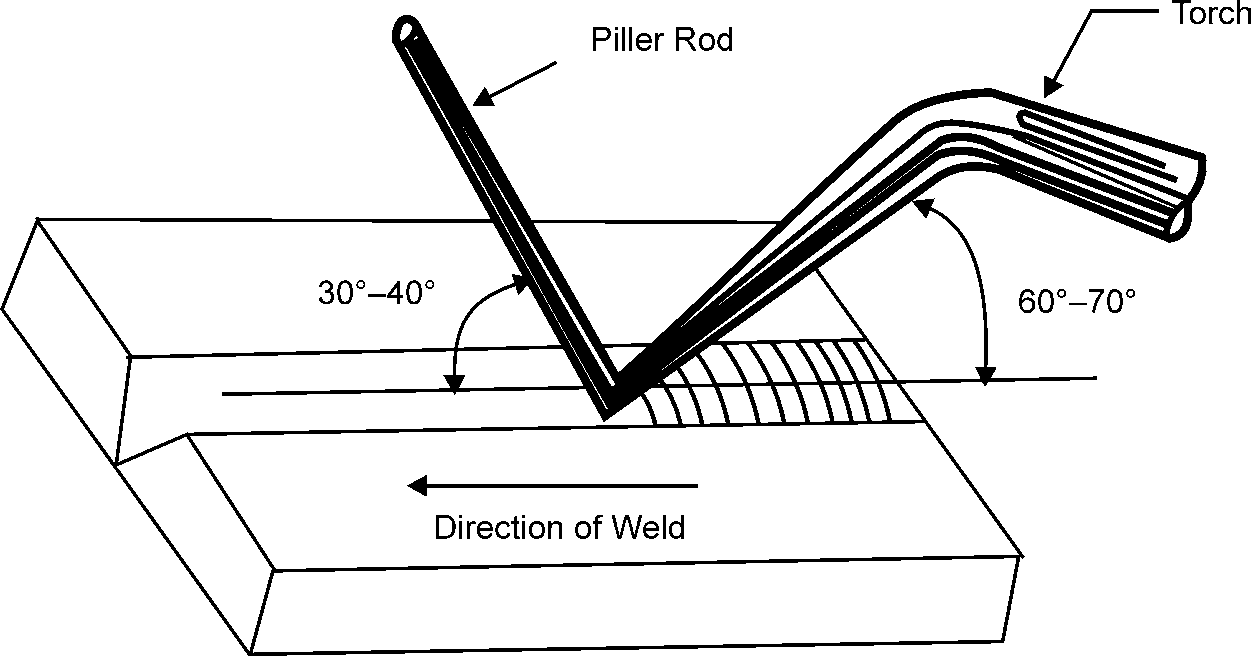 Torch
Piller Rod
30°–40°
60°–70°
Direction of Weld